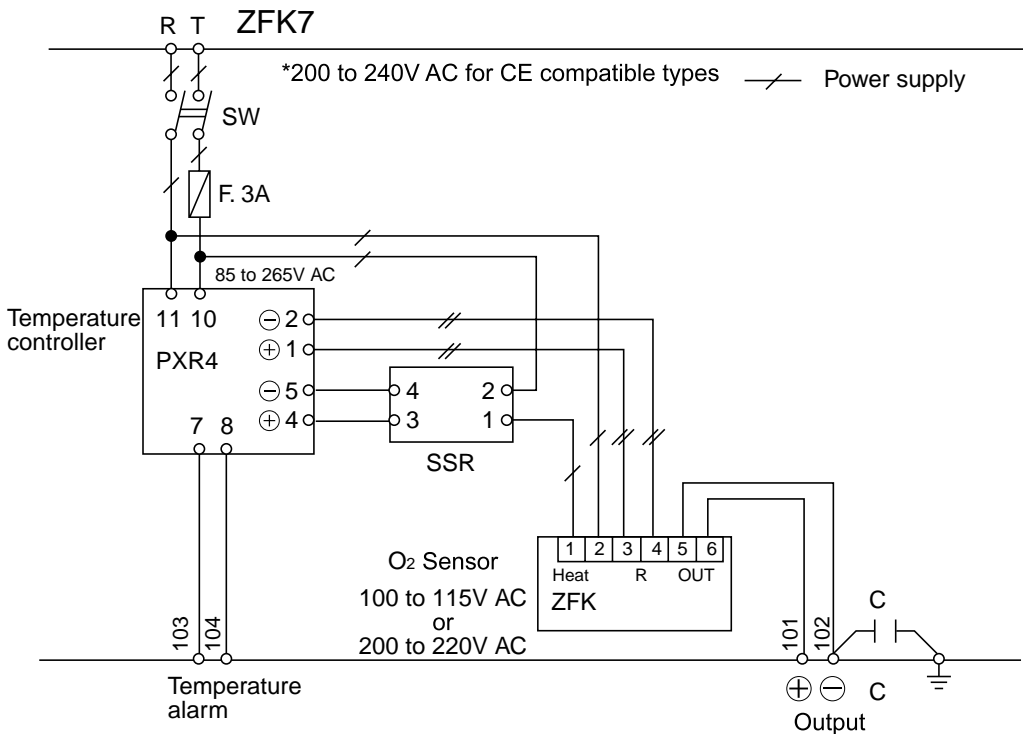 R T ZFK7
*200 to 240V AC for CE compatible types
Power supply
SW
F. 3A
85 to 265V AC
Temperature
controller
11 10
PXR4
⊖ 2
⊕ 1
⊖ 5
⊕ 4
7 8
4 2
3 1
SSR
1 2 3 4 5 6
Heat R OUT
ZFK
O2 Sensor
100 to 115V AC
or
200 to 220V AC
103 104
Temperature
alarm
101 102
C
⊕ ⊖ C
Output